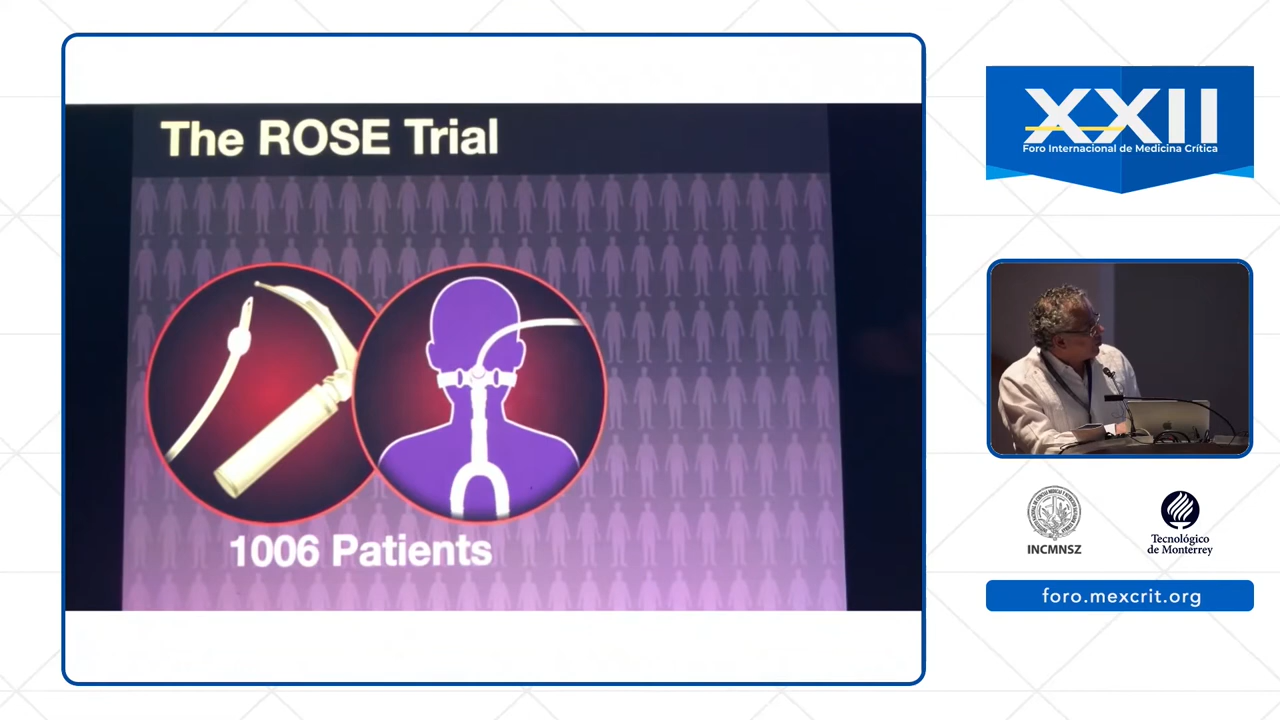 The ROSE Trial
1006 Patients
XXII
Foro Internacional de Medicina Crítica
INCMNSZ
Tecnológico
de Monterrey
foro.mexcrit.org